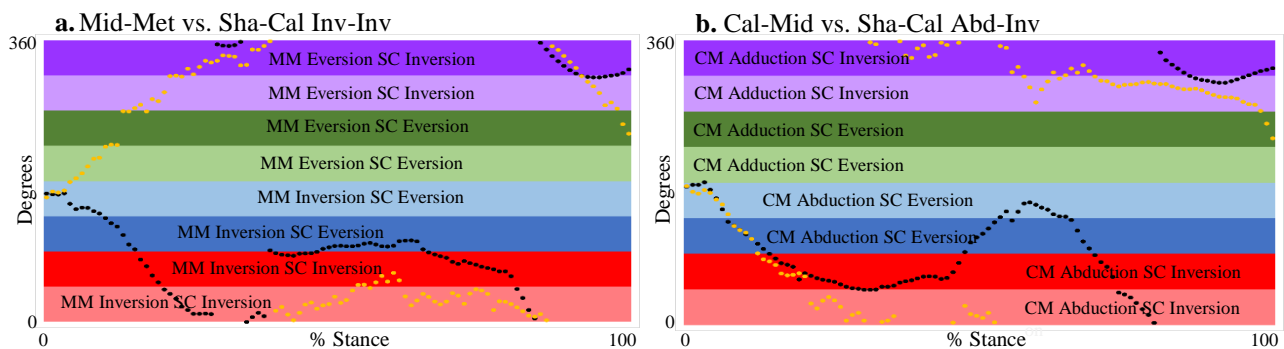 a. Mid-Met vs. Sha-Cal Inv-Inv
360
Degrees
MM Eversion SC Inversion
MM Eversion SC Inversion
MM Eversion SC Eversion
MM Eversion SC Eversion
MM Inversion SC Eversion
MM Inversion SC Eversion
MM Inversion SC Inversion
MM Inversion SC Inversion
0
0
% Stance
100
b. Cal-Mid vs. Sha-Cal Abd-Inv
360
Degrees
CM Adduction SC Inversion
CM Adduction SC Inversion
CM Adduction SC Eversion
CM Adduction SC Eversion
CM Abduction SC Eversion
CM Abduction SC Eversion
CM Abduction SC Inversion
CM Abduction SC Inversion
0
0
% Stance
100